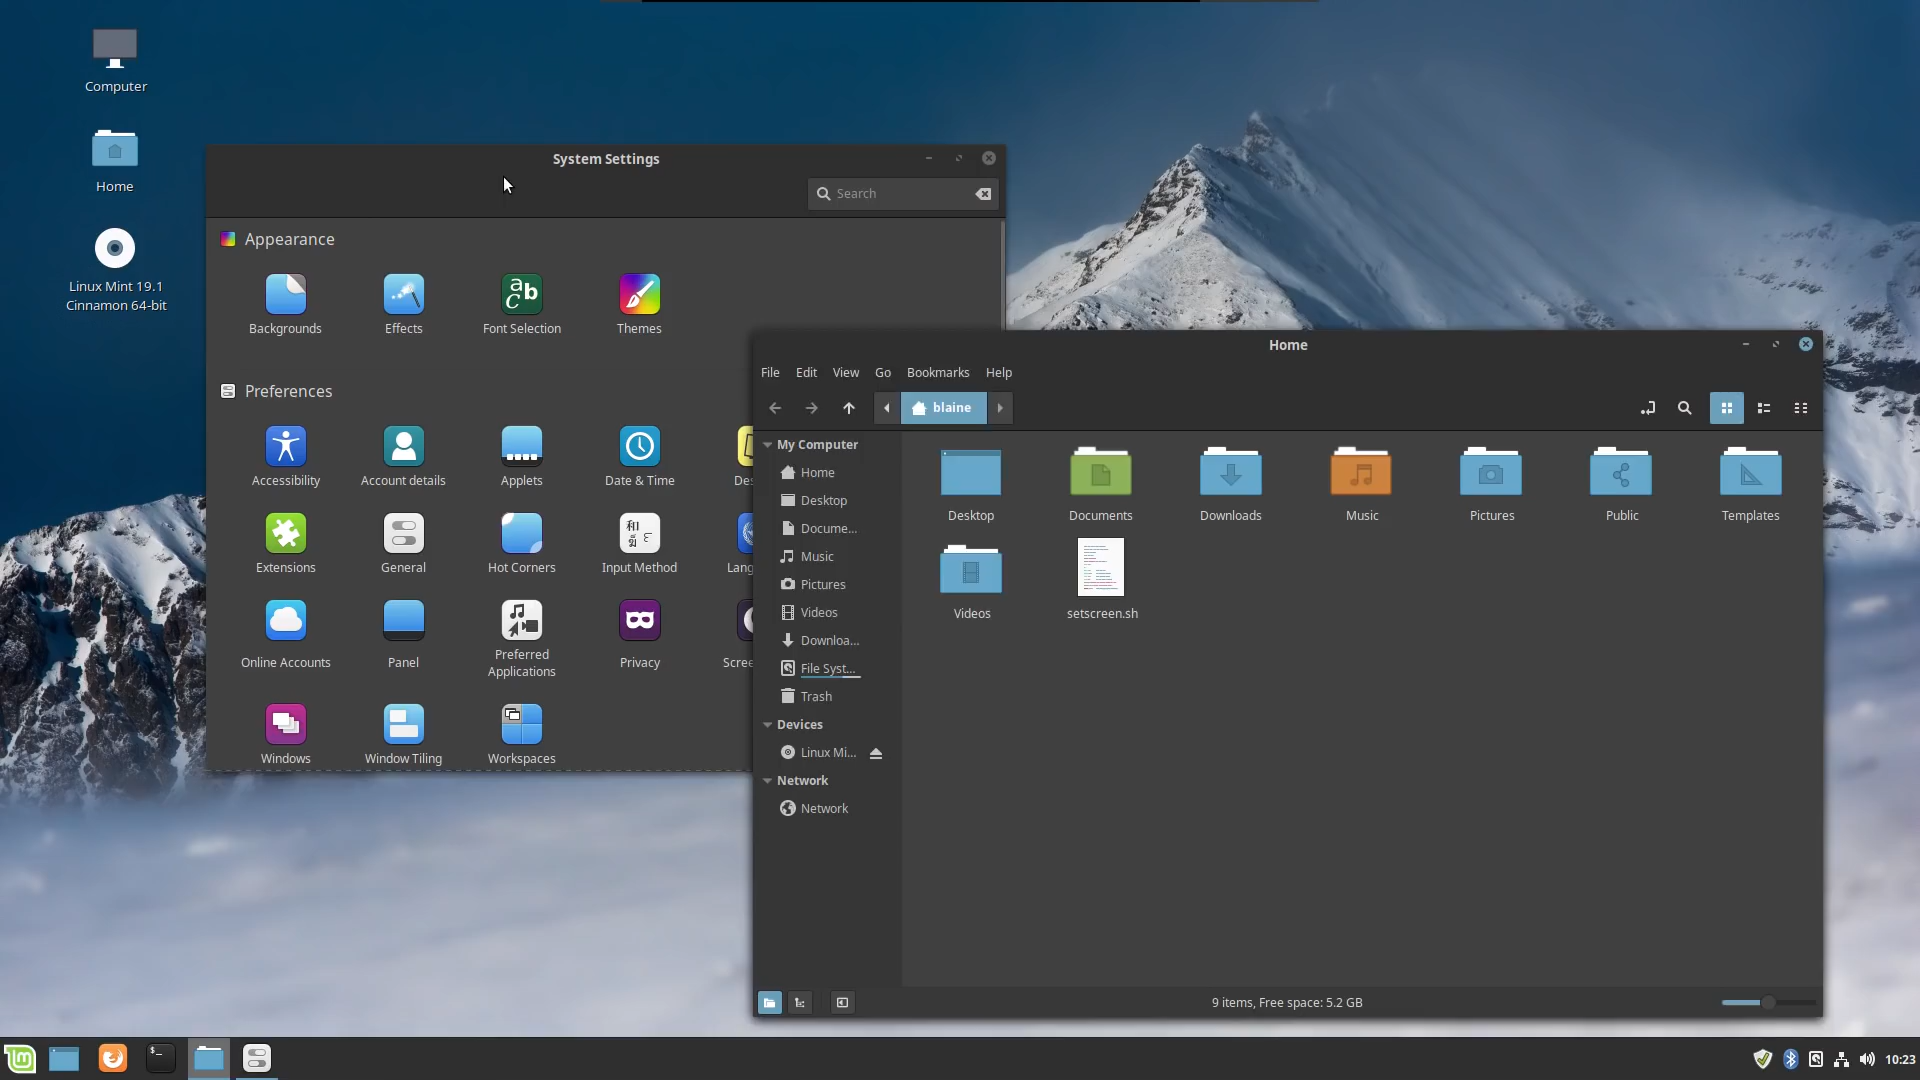 Computer
Home
Linux Mint 19.1
Cinnamon 64-bit
System Settings
Search
Appearance
Backgrounds
Effects
Font Selection
Themes
Preferences
Accessibility
Account details
Applets
Date & Time
Des
Extensions
General
Hot Corners
Input Method
Lang
Online Accounts
Panel
Preferred
Applications
Privacy
Scree
Windows
Window Tiling
Workspaces
Home
File Edit View Go Bookmarks Help
blaine
My Computer
Home
Desktop
Docume...
Music
Pictures
Videos
Downloa...
File Syst...
Trash
Devices
Linux Mi...
Network
Network
Desktop
Documents
Downloads
Music
Pictures
Public
Templates
Videos
setscreen.sh
9 items, Free space: 5.2 GB
10:23